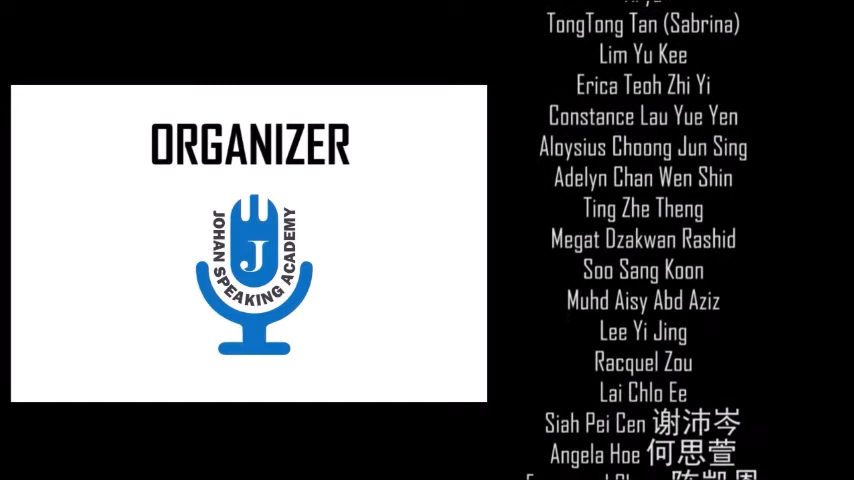 ORGANIZER
JOHAN SPEAKING ACADEMY
J
TongTong Tan (Sabrina)
Lim Yu Kee
Erica Teoh Zhi Yi
Constance Lau Yue Yen
Aloysius Choong Jun Sing
Adelyn Chan Wen Shin
Ting Zhe Theng
Megat Dzakwan Rashid
Soo Sang Koon
Muhd Aisy Abd Aziz
Lee Yi Jing
Racquel Zou
Lai Chlo Ee
Siah Pei Cen 谢沛岑
Angela Hoe 何思萱